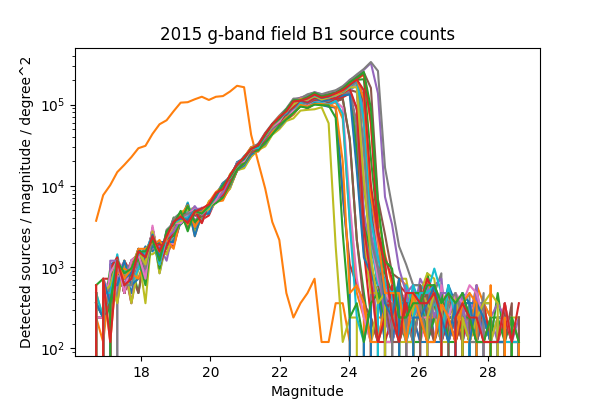 2015 g-band field B1 source counts
Detected sources / magnitude / degree^2
10^5
10^4
10^3
10^2
18 20 22 24 26 28
Magnitude